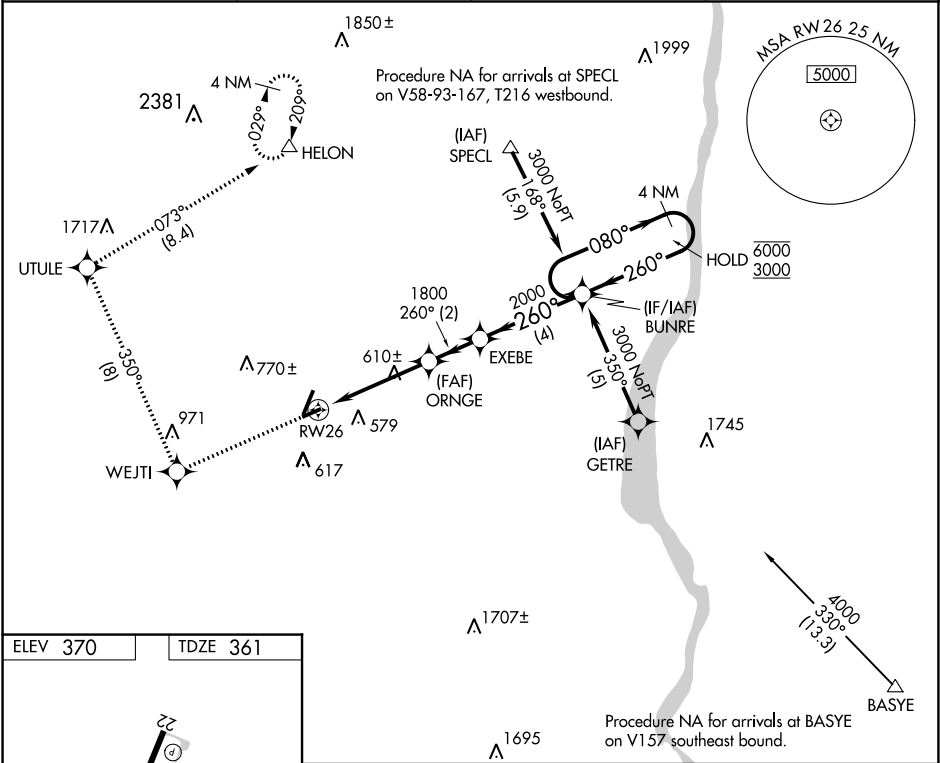 1850±
1999
MSA RW26 25 NM
5000
4 NM
Procedure NA for arrivals at SPECL
on V58-93-167, T216 westbound.
2381
029°
209°
HELON
(IAF)
SPECL
3000 NoPT
168°
(5.9)
4 NM
1717
073°
(8.4)
080°
HOLD
6000
3000
260°
UTULE
2000
260°
(4)
(IF/IAF)
BUNRE
1800
260° (2)
EXEBE
350°
(8)
770±
610±
(FAF)
ORNGE
3000 NoPT
350°
(5)
RW26
579
971
617
WEJTI
(IAF)
GETRE
1745
4000
330°
(13.3)
1707±
BASYE
ELEV 370
TDZE 361
22
P
1695
Procedure NA for arrivals at BASYE
on V157 southeast bound.